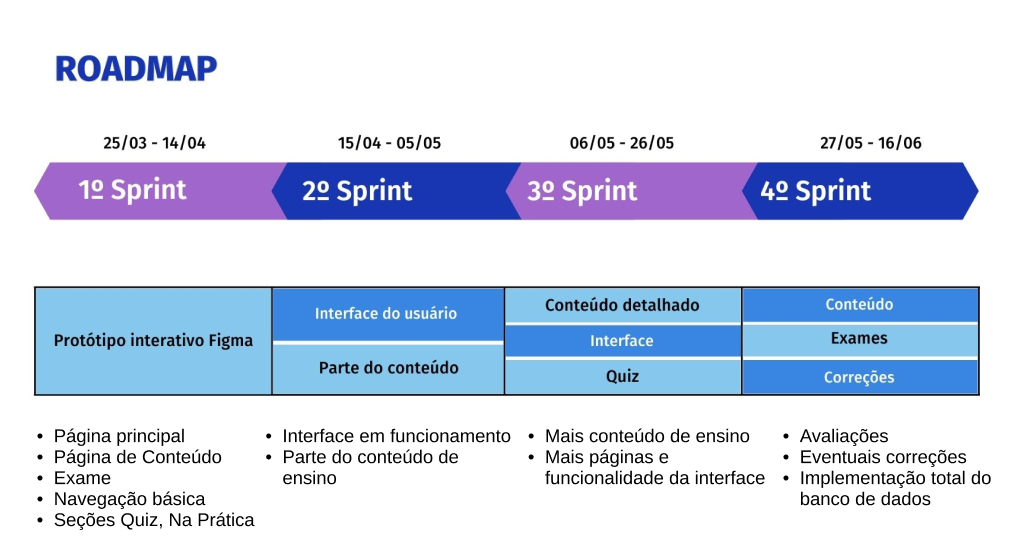 ROADMAP
25/03 - 14/04
15/04 - 05/05
06/05 - 26/05
27/05 - 16/06
1º Sprint
2º Sprint
3º Sprint
4º Sprint
Protótipo interativo Figma
Interface do usuário
Parte do conteúdo
Conteúdo detalhado
Interface
Quiz
Conteúdo
Exames
Correções
• Página principal
• Página de Conteúdo
• Exame
• Navegação básica
• Seções Quiz, Na Prática
• Interface em funcionamento
• Parte do conteúdo de
ensino
• Mais conteúdo de ensino
• Mais páginas e
funcionalidade da interface
• Avaliações
• Eventuais correções
• Implementação total do
banco de dados